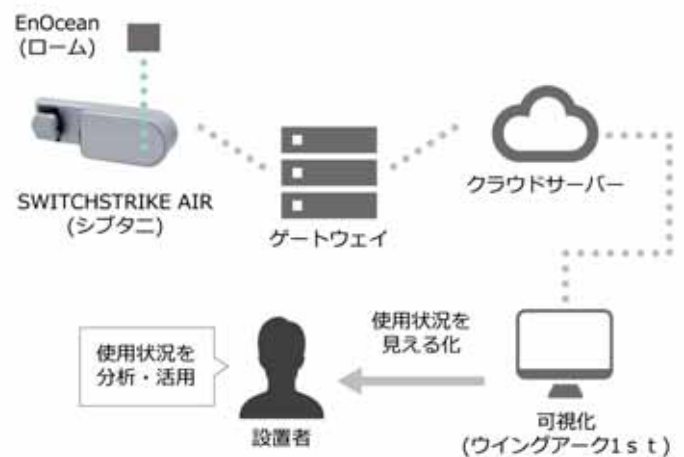 EnOcean
(ローム)
SWITCHSTRIKE AIR
(シブタニ)
ゲートウェイ
クラウドサーバー
可視化
(ウイングアーク1ｓｔ)
使用状況を
見える化
設置者
使用状況を
分析・活用